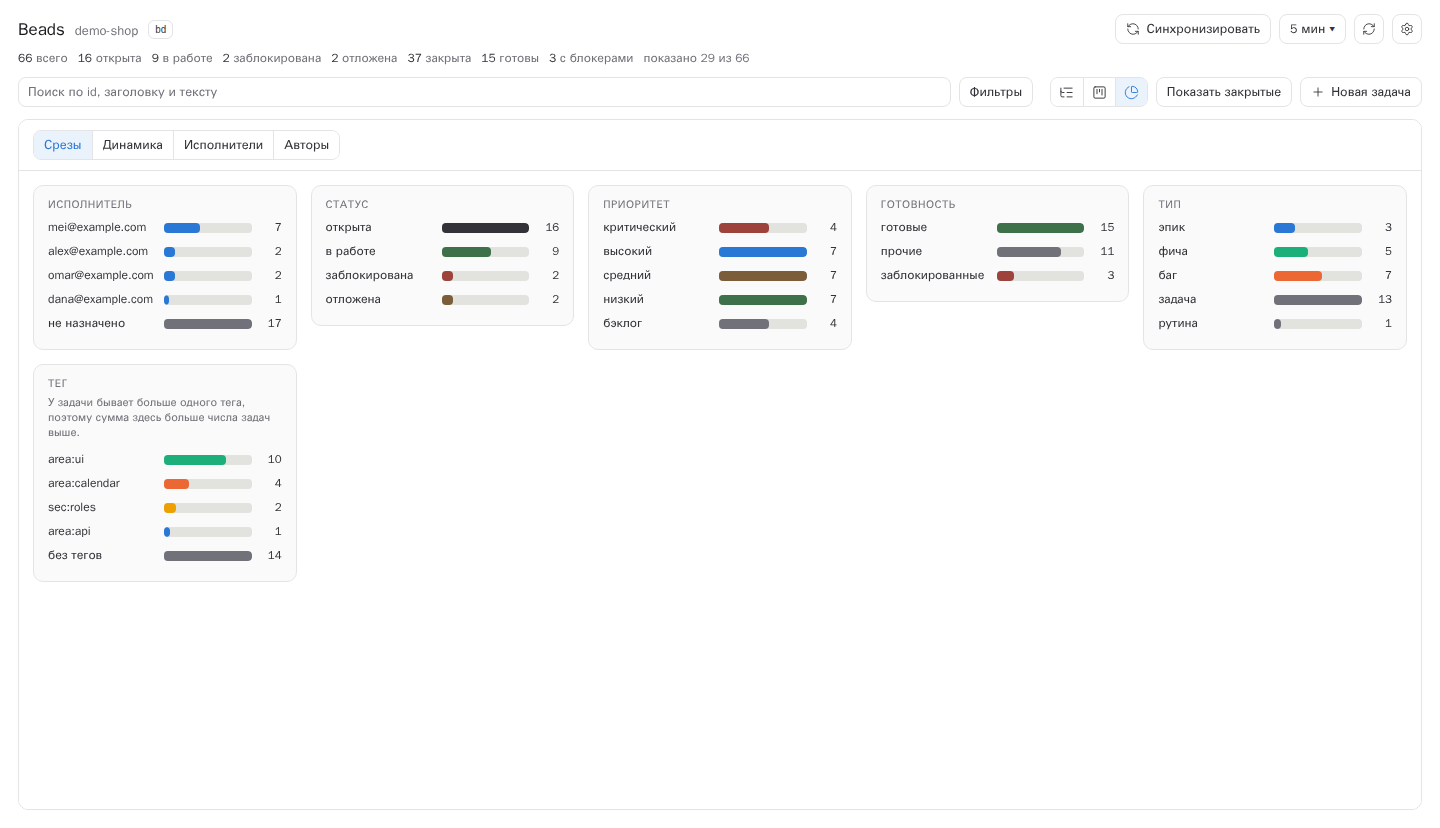 Beads demo-shop bd
Синхронизировать 5 мин
66 всего 16 открыта 9 в работе 2 заблокирована 2 отложена 37 закрыта 15 готовы 3 с блокерами показано 29 из 66
Поиск по id, заголовку и тексту
Фильтры
Показать закрытые
Новая задача
Срезы Динамика Исполнители Авторы
ИСПОЛНИТЕЛЬ
mei@example.com 7
alex@example.com 2
omar@example.com 2
dana@example.com 1
не назначено 17
СТАТУС
открыта 16
в работе 9
заблокирована 2
отложена 2
ПРИОРИТЕТ
критический 4
высокий 7
средний 7
низкий 7
бэклог 4
ГОТОВНОСТЬ
готовые 15
прочие 11
заблокированные 3
ТИП
эпик 3
фича 5
баг 7
задача 13
рутина 1
ТЕГ
У задачи бывает больше одного тега,
поэтому сумма здесь больше числа задач
выше.
area:ui 10
area:calendar 4
sec:roles 2
area:api 1
без тегов 14